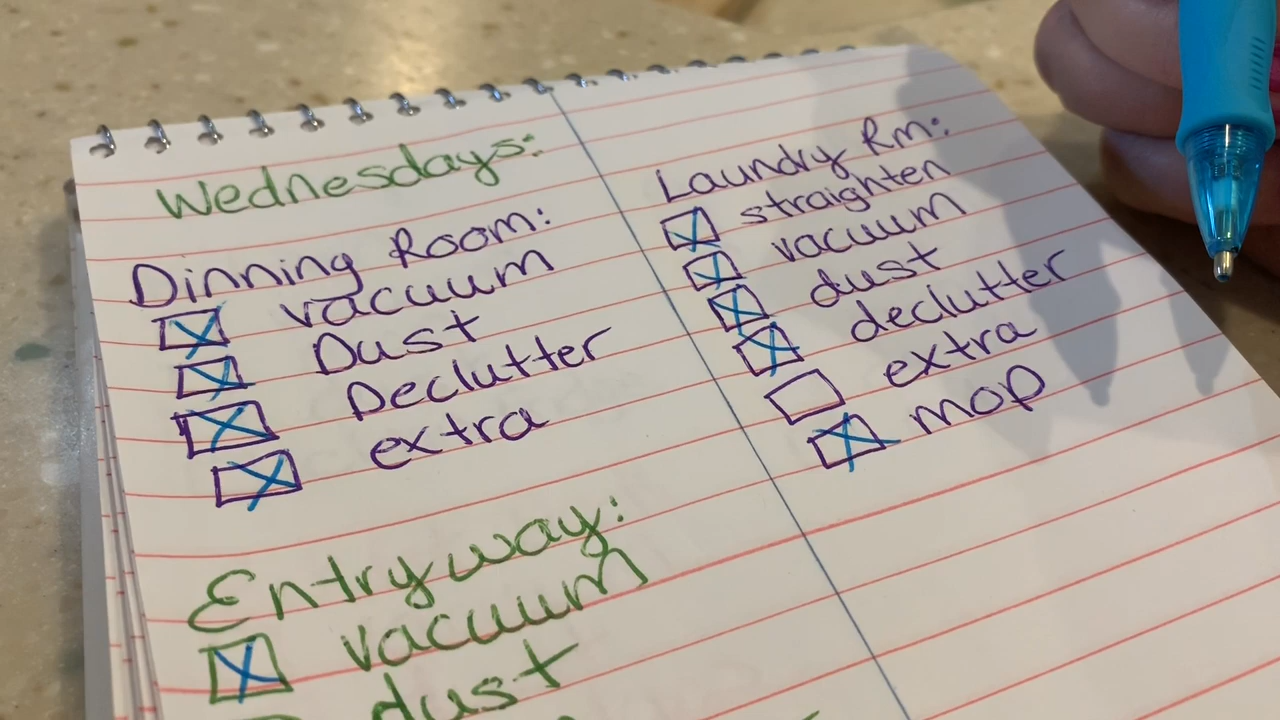 Wednesdays:
Dinning Room:
vacuum
Dust
Declutter
extra
Entryway:
vacuum
dust
Laundry Rm:
straighten
vacuum
dust
declutter
extra
mop